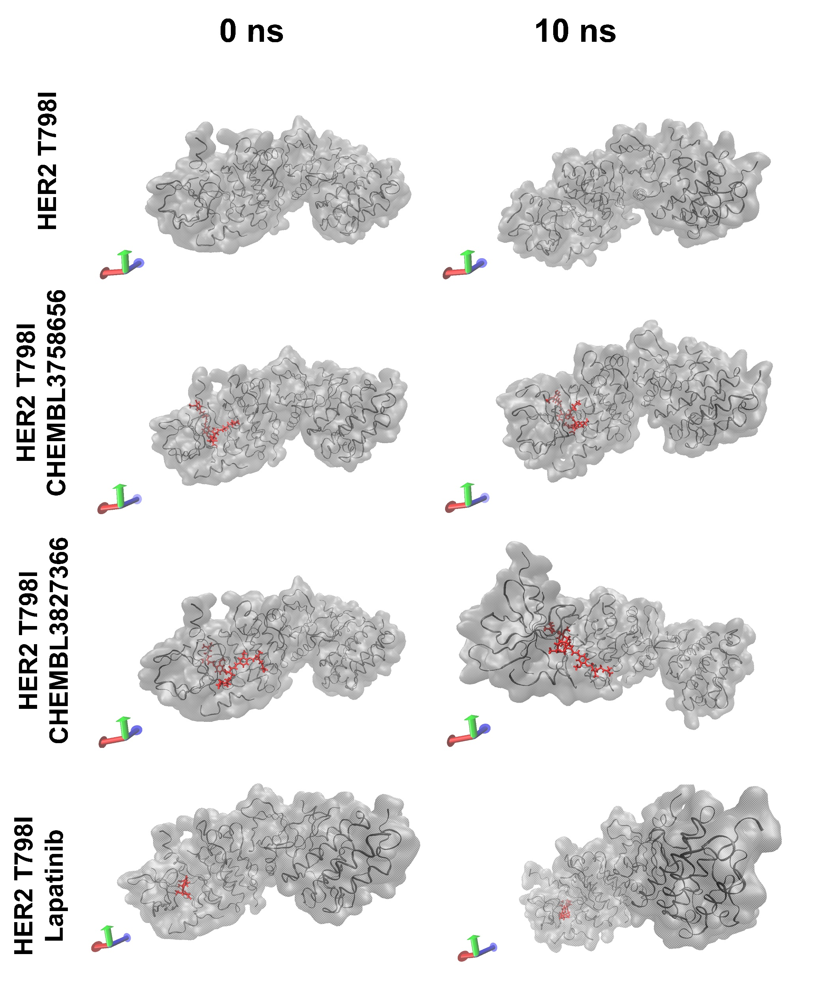 0 ns
10 ns
HER2 T798I
HER2 T798I
CHEMBL3758656
HER2 T798I
CHEMBL3827366
HER2 T798I
Lapatinib